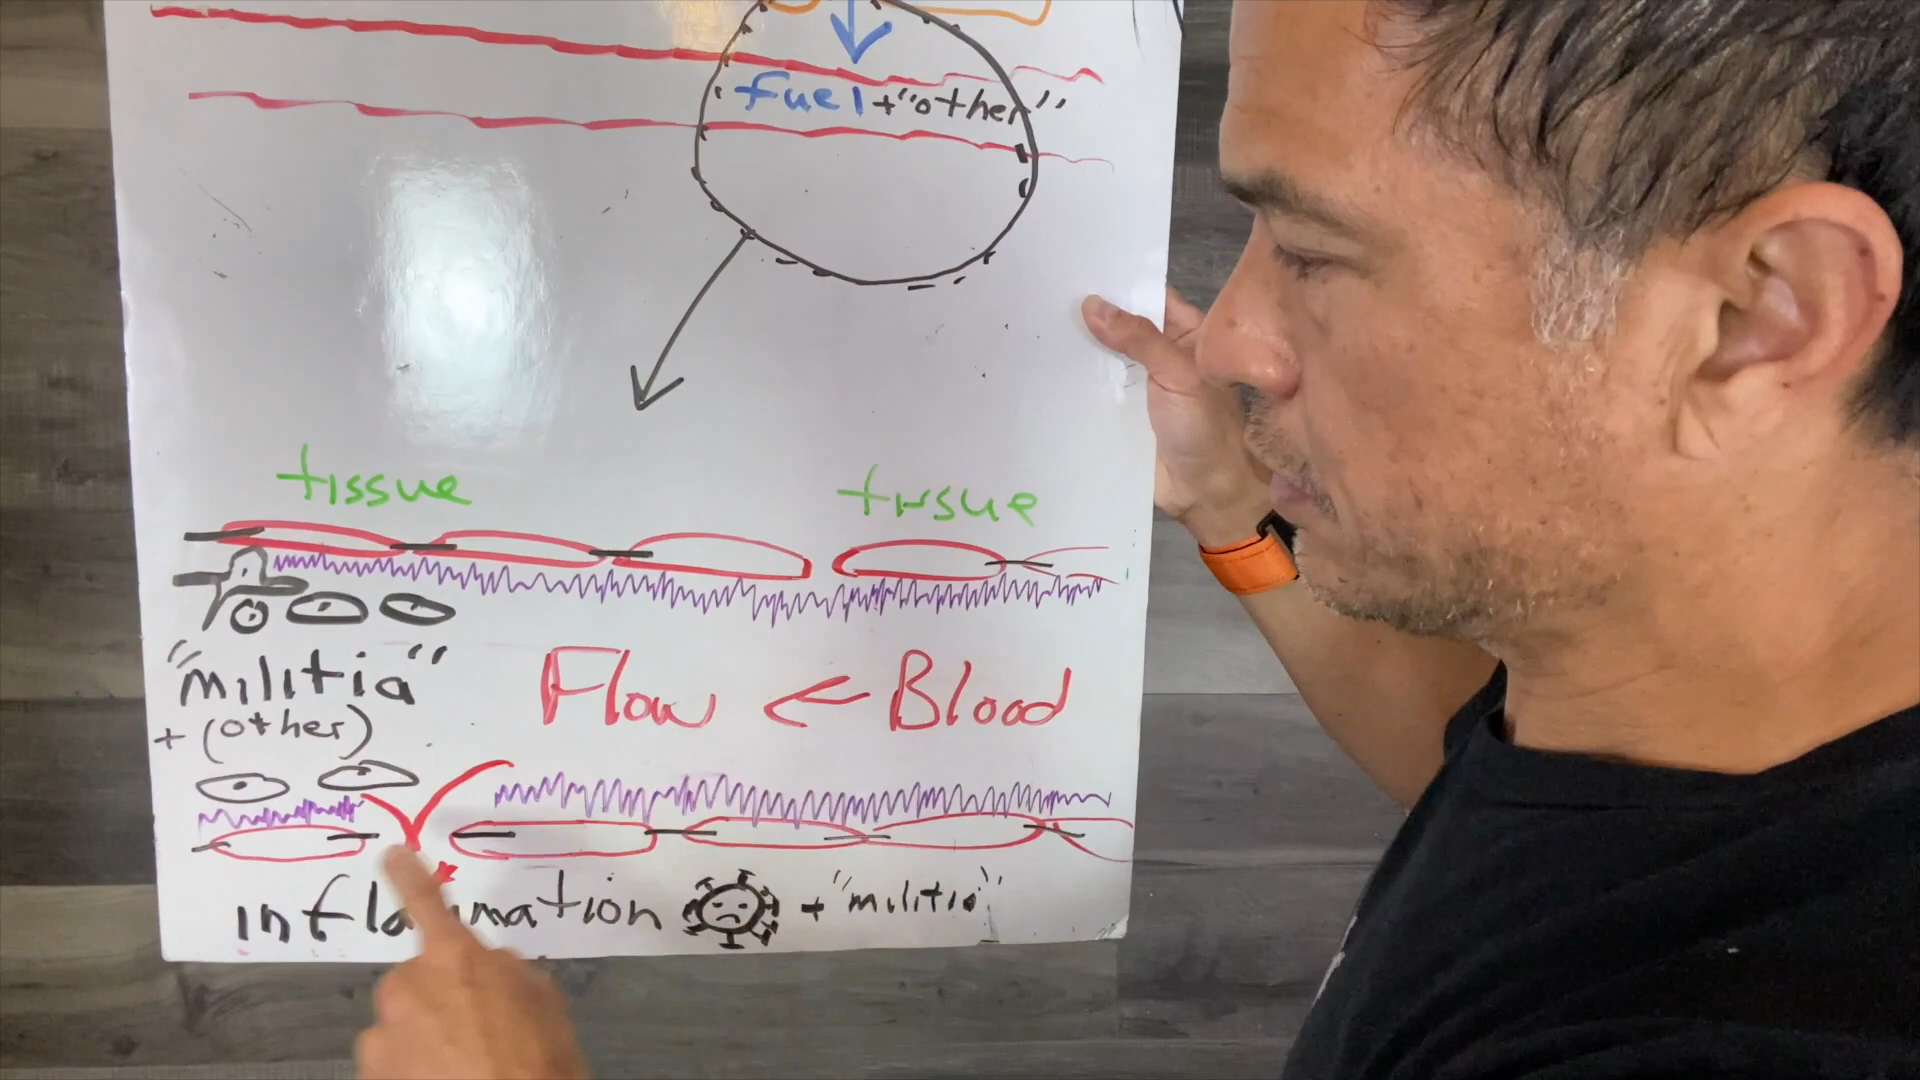 fuel + "other"
tissue tissue
"militia"
+ (other)
Flow ← Blood
inflammation + "militia"